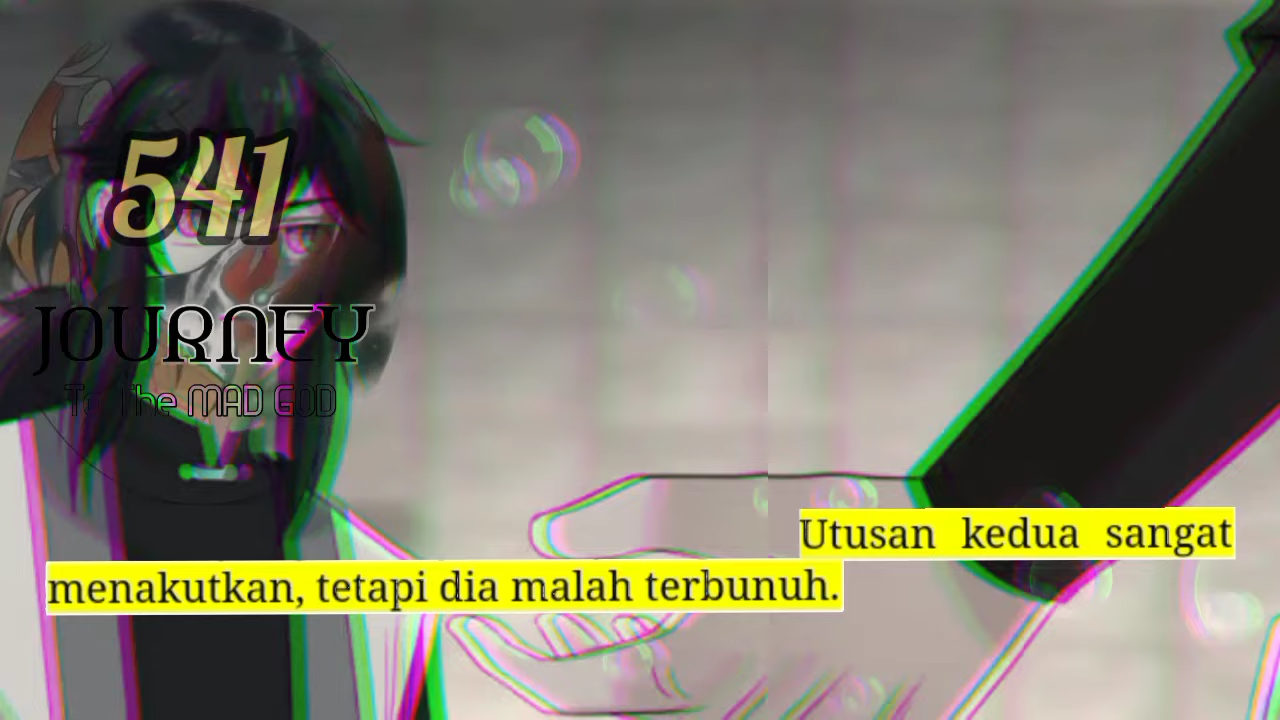 541
JOURNEY
To The MAD GOD
Utusan kedua sangat
menakutkan, tetapi dia malah terbunuh.